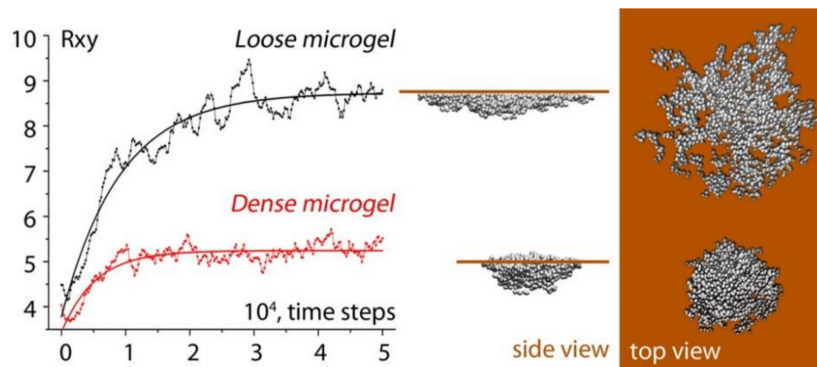 10
Rxy
Loose microgel
9
8
7
6
Dense microgel
5
4
10⁴, time steps
0 1 2 3 4 5
side view
top view